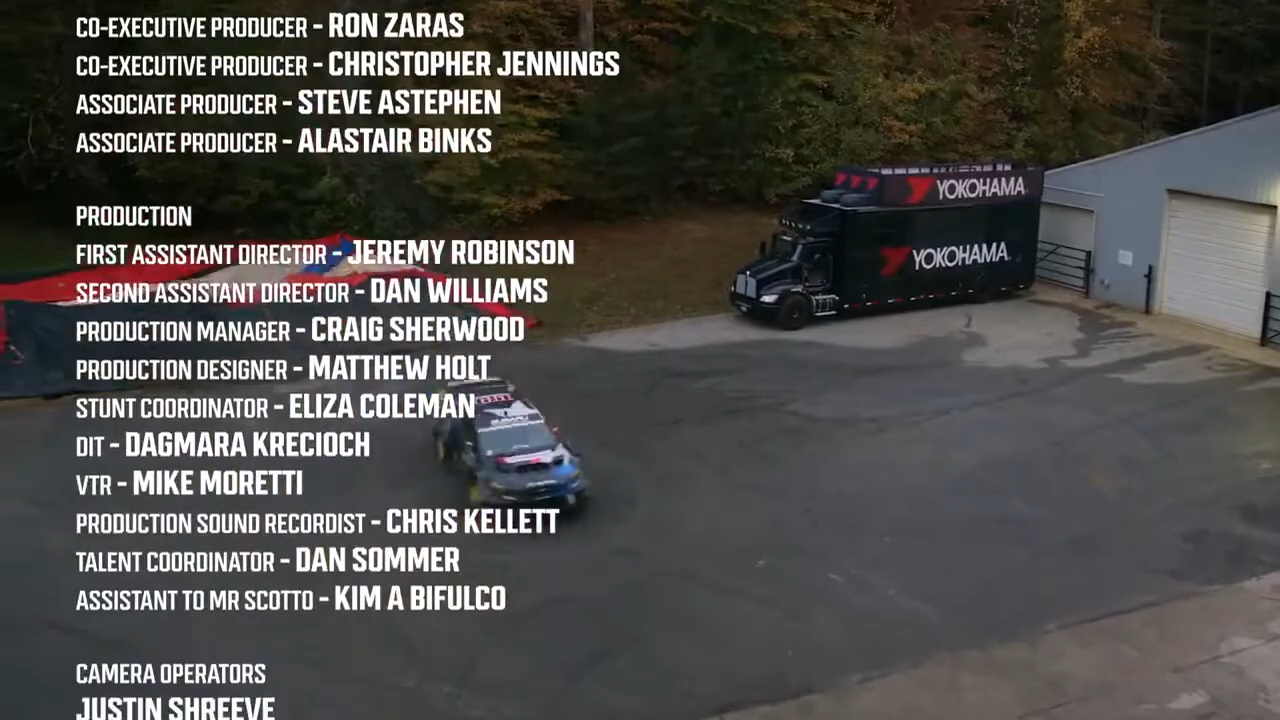 CO-EXECUTIVE PRODUCER - RON ZARAS
CO-EXECUTIVE PRODUCER - CHRISTOPHER JENNINGS
ASSOCIATE PRODUCER - STEVE ASTEPHEN
ASSOCIATE PRODUCER - ALASTAIR BINKS
PRODUCTION
FIRST ASSISTANT DIRECTOR - JEREMY ROBINSON
SECOND ASSISTANT DIRECTOR - DAN WILLIAMS
PRODUCTION MANAGER - CRAIG SHERWOOD
PRODUCTION DESIGNER - MATTHEW HOLT
STUNT COORDINATOR - ELIZA COLEMAN
DIT - DAGMARA KRECIOCH
VTR - MIKE MORETTI
PRODUCTION SOUND RECORDIST - CHRIS KELLETT
TALENT COORDINATOR - DAN SOMMER
ASSISTANT TO MR SCOTTO - KIM A BIFULCO
CAMERA OPERATORS
JUSTIN SHREEVE
YOKOHAMA
YOKOHAMA
SUBARU